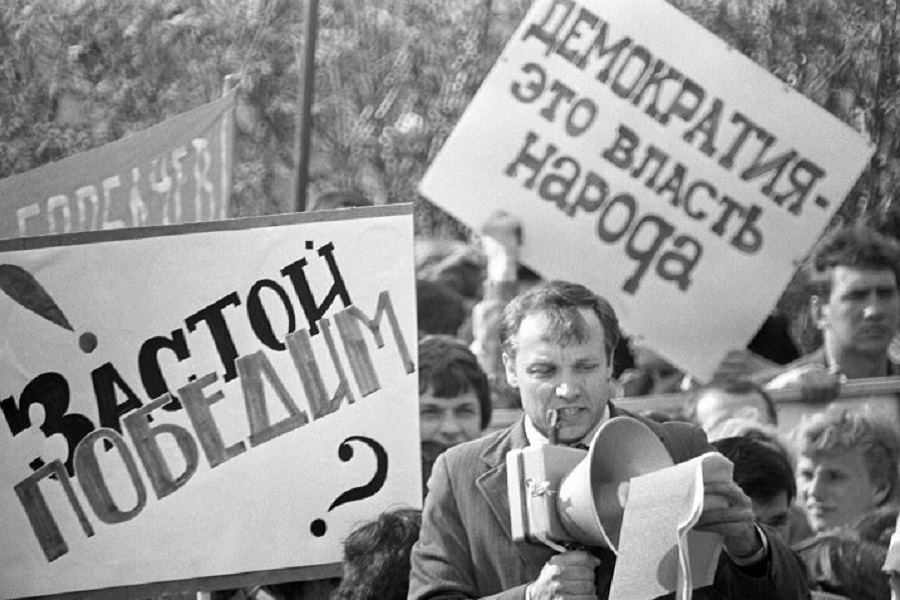 !
ЗАСТОЙ
ПОБЕДИМ
?
ДЕМОКРАТИЯ-
ЭТО ВЛАСТЬ
НАРОДА